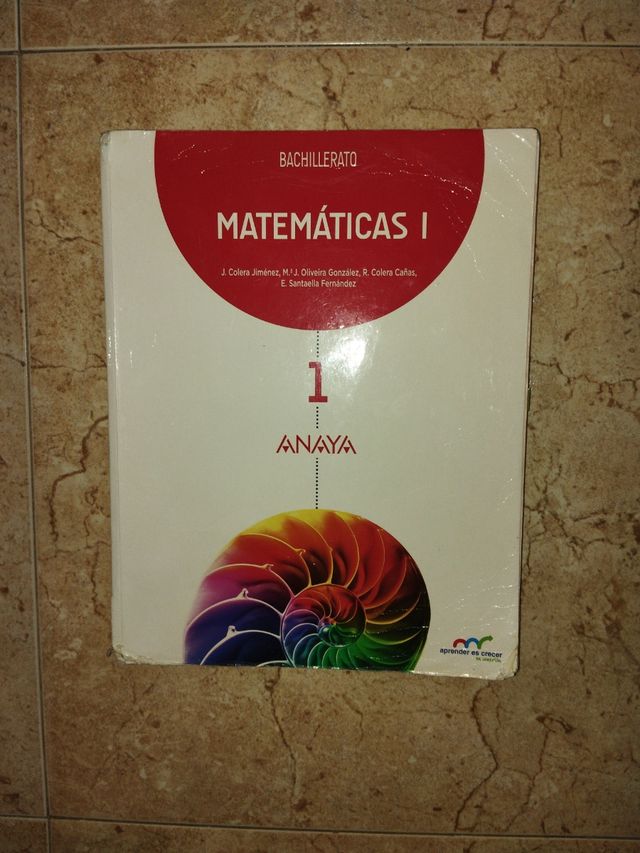 BACHILLERATO
MATEMÁTICAS I
J. Colera Jiménez, M.ª J. Oliveira González, R. Colera Cañas,
E. Santaella Fernández
1
ANAYA
aprender es crecer